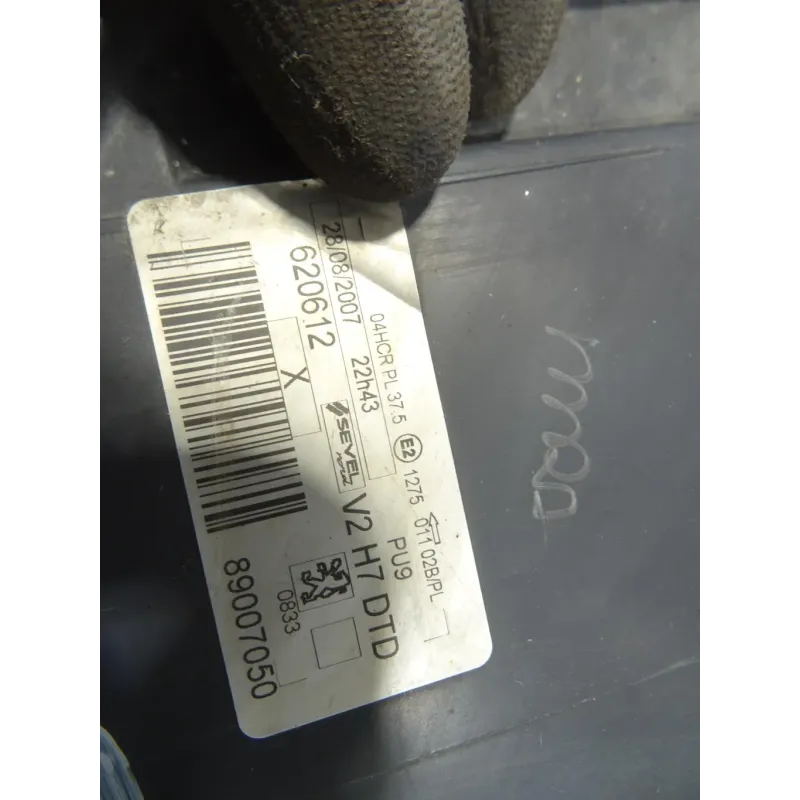 04HCR PL 37.5 E2 1275 011 02B/PL
28/08/2007 22h43
PU9
620612 X SEVEL V2 H7 DTD
0833
89007050